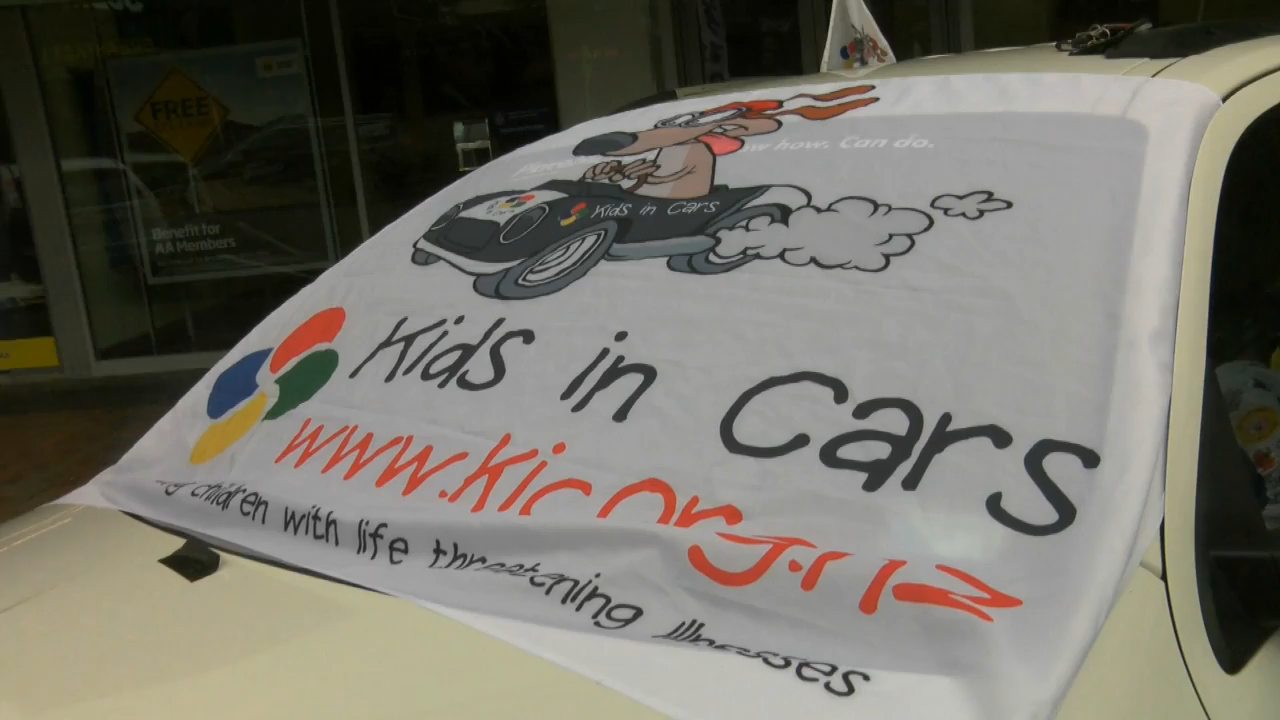 FREE
Benefit for
AA Members
how. Can do.
Kids in Cars
Kids in Cars
www.kic.org.nz
children with life threatening illnesses